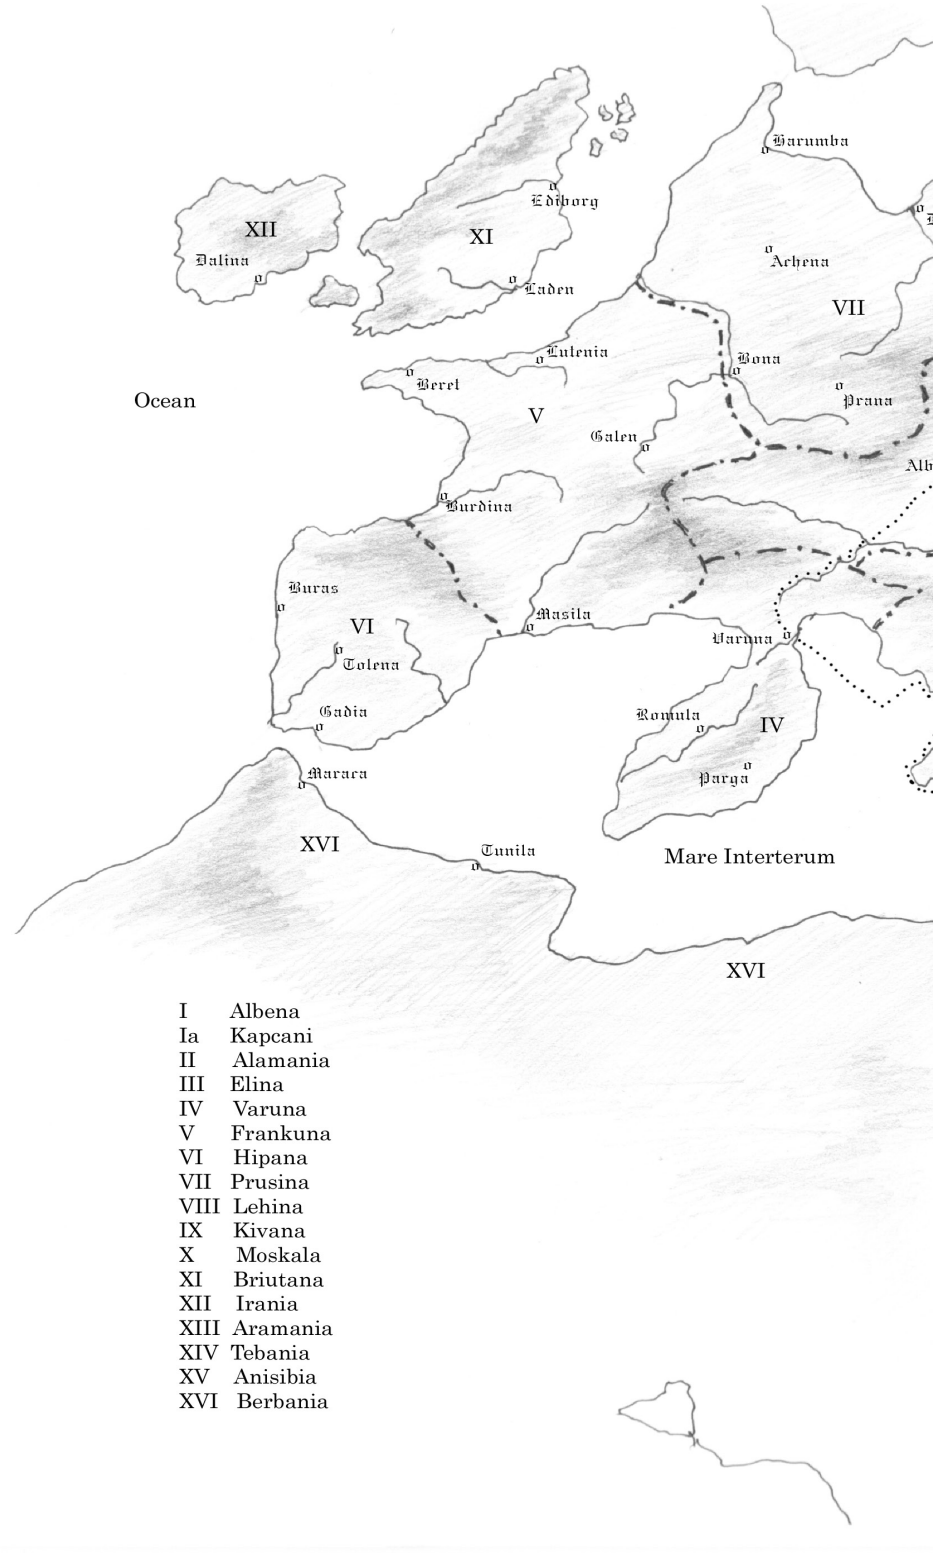 Harumba
Ediborg
XII
XI
Dalina
Achena
Laden
VII
Lutenia
Bona
Beret
Ocean
Prana
V
Galen
Alb
Burdina
Buras
Masila
VI
Varuna
Tolena
Gadia
Romula
IV
Maraca
Parga
XVI
Tunila
Mare Interterum
XVI
I Albena
Ia Kapcani
II Alamania
III Elina
IV Varuna
V Frankuna
VI Hipana
VII Prusina
VIII Lehina
IX Kivana
X Moskala
XI Briutana
XII Irania
XIII Aramania
XIV Tebania
XV Anisibia
XVI Berbania